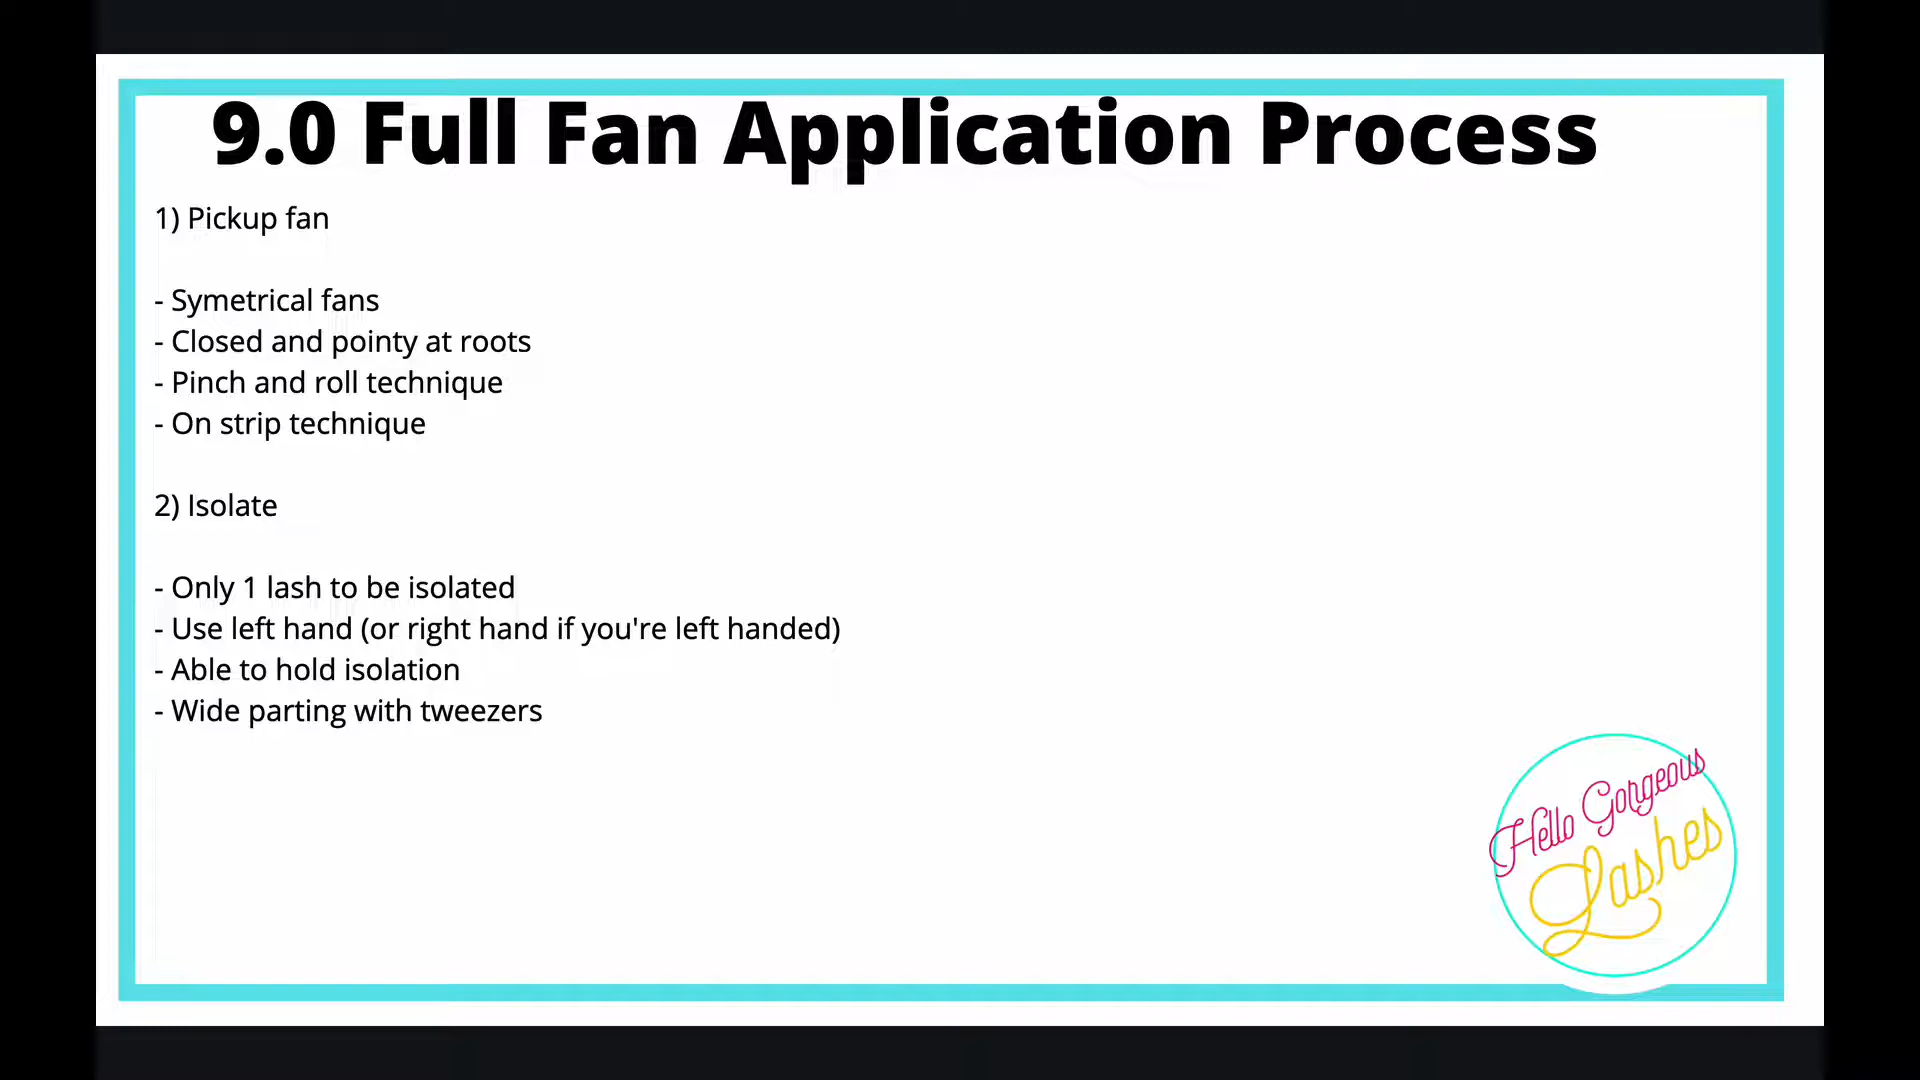 9.0 Full Fan Application Process
1) Pickup fan
- Symetrical fans
- Closed and pointy at roots
- Pinch and roll technique
- On strip technique
2) Isolate
- Only 1 lash to be isolated
- Use left hand (or right hand if you're left handed)
- Able to hold isolation
- Wide parting with tweezers
Hello Gorgeous
Lashes